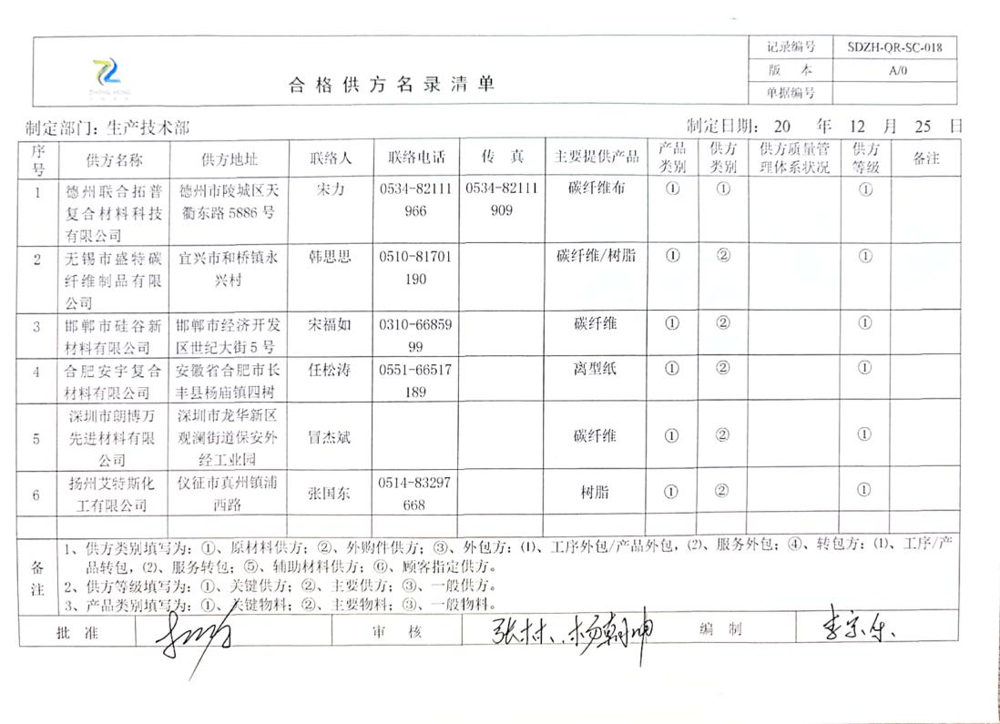 记录编号 SDZH-QR-SC-018
版 本 A/0
单据编号
ZHONG HONG
合格供方名录清单
制定部门：生产技术部 制定日期： 20 年 12 月 25 日
序号 供方名称 供方地址 联络人 联络电话 传 真 主要提供产品 产品类别 供方类别 供方质量管理体系状况 供方等级 备注
1 德州联合拓普复合材料科技有限公司 德州市陵城区天衢东路 5886 号 宋力 0534-82111966 0534-82111909 碳纤维布 ① ① ①
2 无锡市盛特碳纤维制品有限公司 宜兴市和桥镇永兴村 韩思思 0510-81701190 碳纤维/树脂 ① ② ①
3 邯郸市硅谷新材料有限公司 邯郸市经济开发区世纪大街 5 号 宋福如 0310-6685999 碳纤维 ① ② ①
4 合肥安宇复合材料有限公司 安徽省合肥市长丰县杨庙镇四树 任松涛 0551-66517189 离型纸 ① ② ①
5 深圳市朗博万先进材料有限公司 深圳市龙华新区观澜街道保安外经工业园 冒杰斌 碳纤维 ① ② ①
6 扬州艾特斯化工有限公司 仪征市真州镇浦西路 张国东 0514-83297668 树脂 ① ② ①
备注
1、供方类别填写为：①、原材料供方；②、外购件供方；③、外包方：⑴、工序外包/产品外包，⑵、服务外包；④、转包方：⑴、工序/产
品转包，⑵、服务转包；⑤、辅助材料供方；⑥、顾客指定供方。
2、供方等级填写为：①、关键供方；②、主要供方；③、一般供方。
3、产品类别填写为：①、关键物料；②、主要物料；③、一般物料。
批 准 审 核 张林、杨朝坤 编 制 李宗乐